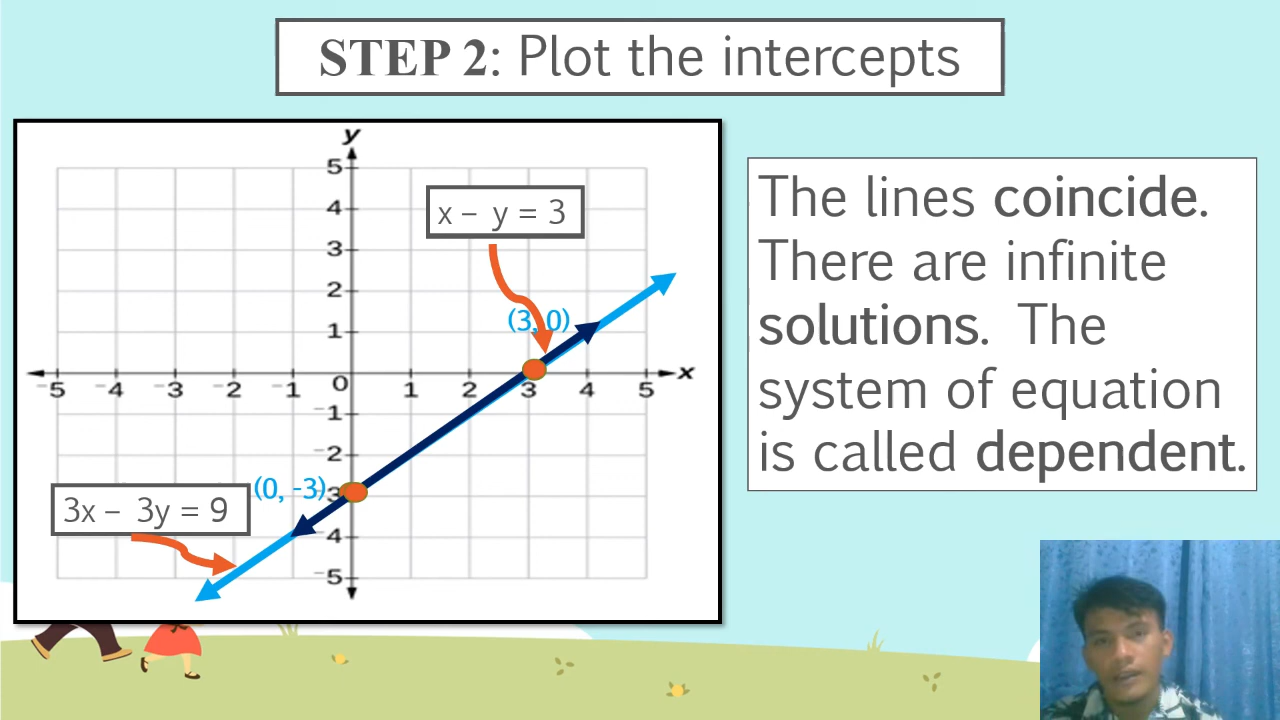 STEP 2: Plot the intercepts
y
5
4
x – y = 3
3
2
(3, 0)
1
x
-5 -4 -3 -2 -1 0 1 2 3 4 5
-1
-2
(0, -3)
-3
3x – 3y = 9
-4
-5
The lines coincide.
There are infinite
solutions. The
system of equation
is called dependent.